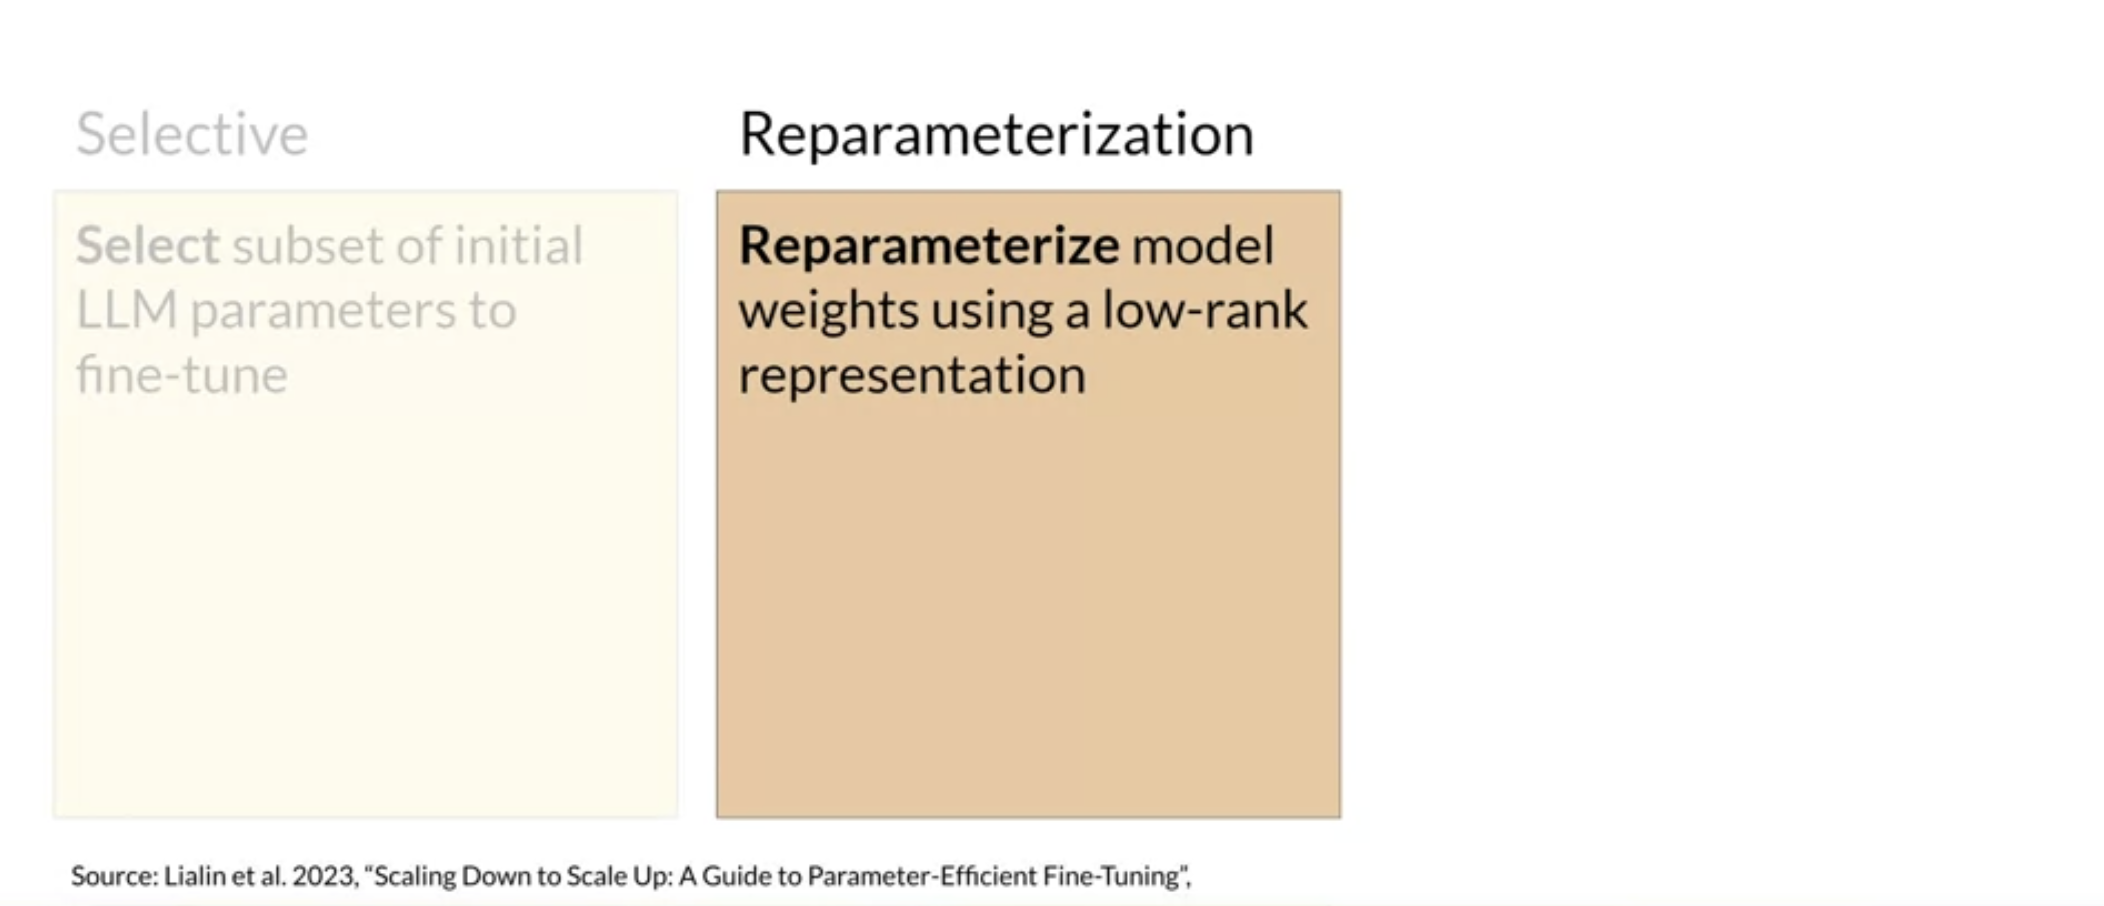 Selective
Select subset of initial
LLM parameters to
fine-tune
Reparameterization
Reparameterize model
weights using a low-rank
representation
Source: Lialin et al. 2023, “Scaling Down to Scale Up: A Guide to Parameter-Efficient Fine-Tuning”,